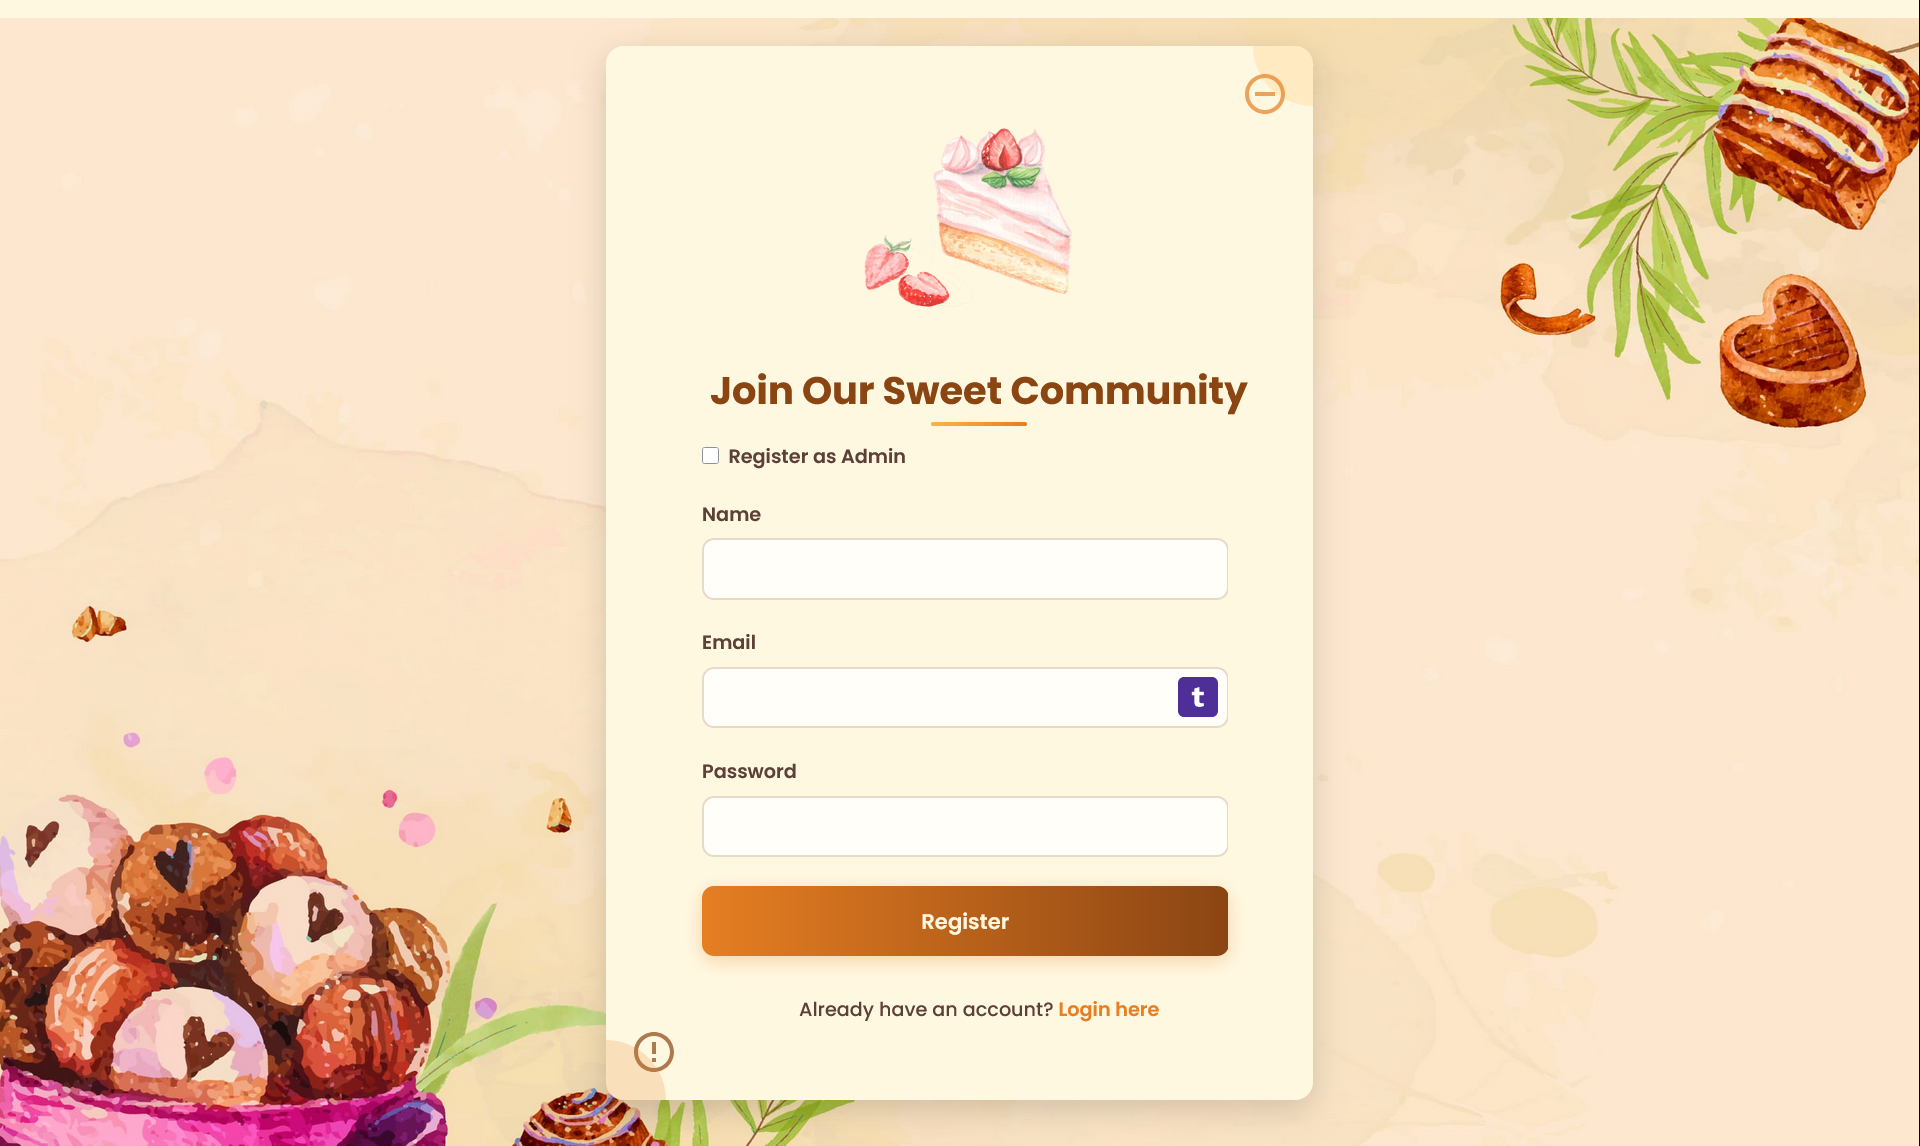 Join Our Sweet Community
Register as Admin
Name
Email
t
Password
Register
Already have an account? Login here